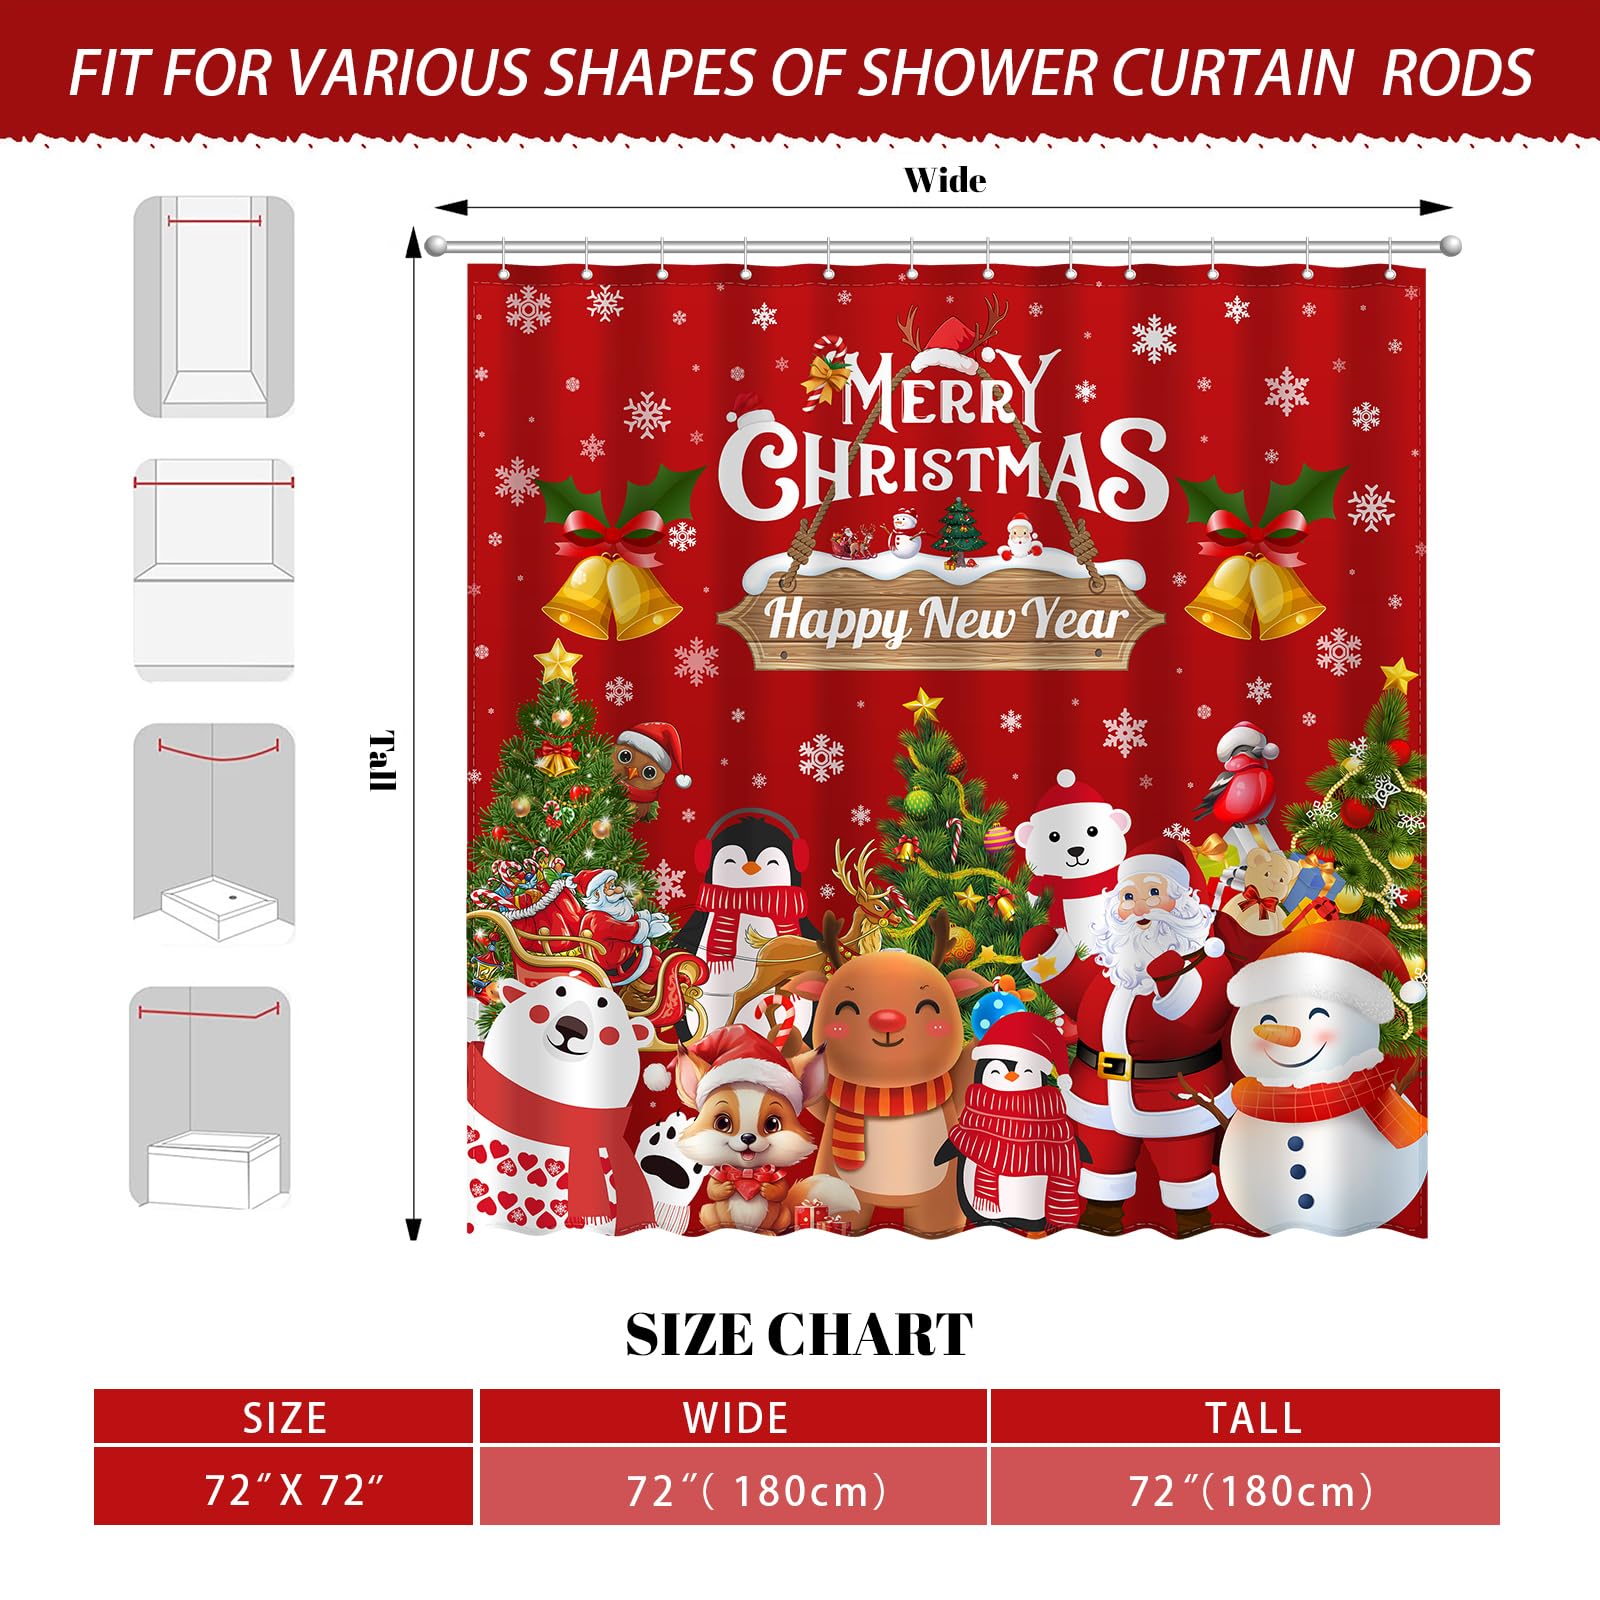 FIT FOR VARIOUS SHAPES OF SHOWER CURTAIN RODS
Wide
Tall
MERRY
CHRISTMAS
Happy New Year
SIZE CHART
SIZE WIDE TALL
72"X 72" 72"( 180cm) 72"(180cm)